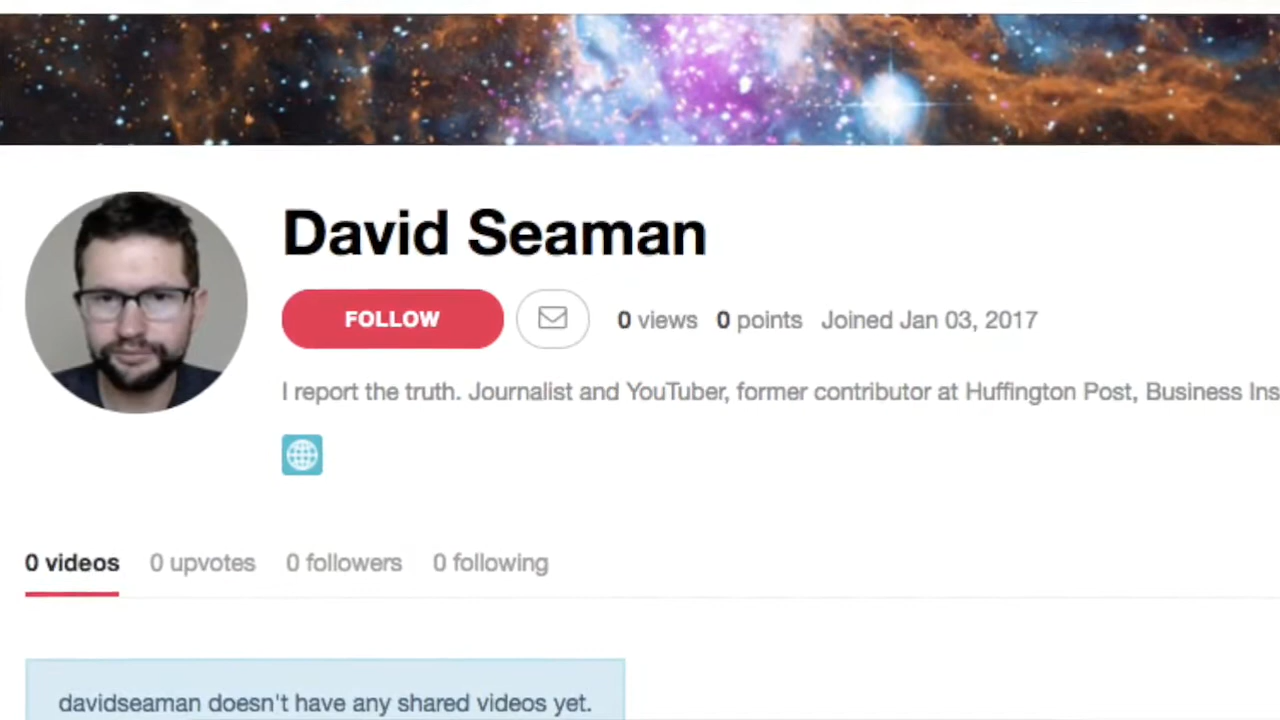 David Seaman
FOLLOW 0 views 0 points Joined Jan 03, 2017
I report the truth. Journalist and YouTuber, former contributor at Huffington Post, Business Ins
0 videos 0 upvotes 0 followers 0 following
davidseaman doesn't have any shared videos yet.